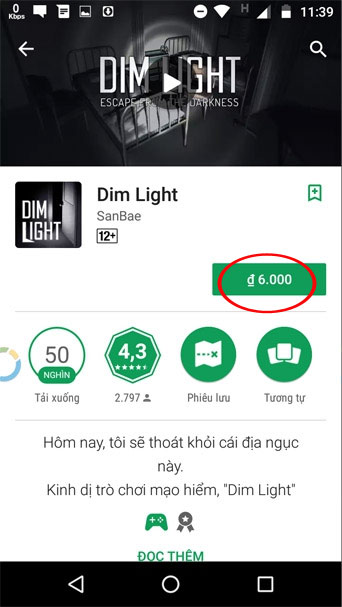 0
Kbps
H
11:39
DIM LIGHT
ESCAPE FROM THE DARKNESS
DIM
LIGHT
Dim Light
SanBae
12+
₫ 6.000
50
NGHÌN
4,3
Tải xuống
2.797
Phiêu lưu
Tương tự
Hôm nay, tôi sẽ thoát khỏi cái địa ngục
này.
Kinh dị trò chơi mạo hiểm, "Dim Light"
ĐỌC THÊM